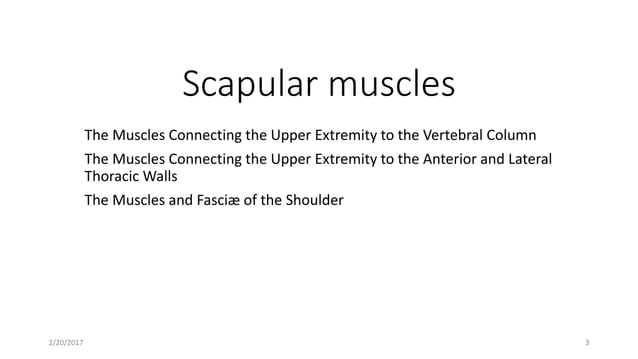 Scapular muscles
The Muscles Connecting the Upper Extremity to the Vertebral Column
The Muscles Connecting the Upper Extremity to the Anterior and Lateral
Thoracic Walls
The Muscles and Fasciæ of the Shoulder
2/20/2017
3